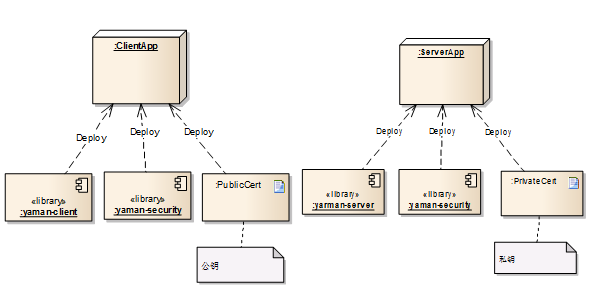 :ClientApp
:ServerApp
Deploy
Deploy
Deploy
Deploy
Deploy
Deploy
«library»
:yaman-client
«library»
:yaman-security
:PublicCert
«library»
:yarman-server
«library»
:yaman-security
:PrivateCert
公钥
私钥